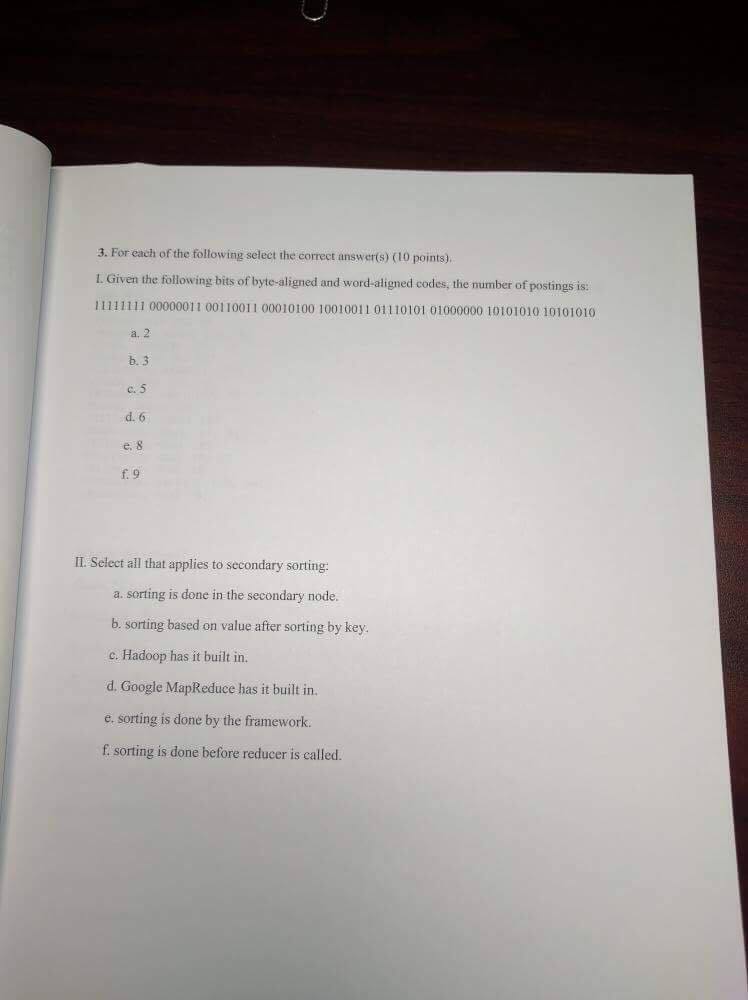 3. For each of the following select the correct answer(s) (10 points).
I. Given the following bits of byte-aligned and word-aligned codes, the number of postings is:
11111111 00000011 00110011 00010100 10010011 01110101 01000000 10101010 10101010
a. 2
b. 3
c. 5
d. 6
e. 8
f. 9
II. Select all that applies to secondary sorting:
a. sorting is done in the secondary node.
b. sorting based on value after sorting by key.
c. Hadoop has it built in.
d. Google MapReduce has it built in.
e. sorting is done by the framework.
f. sorting is done before reducer is called.